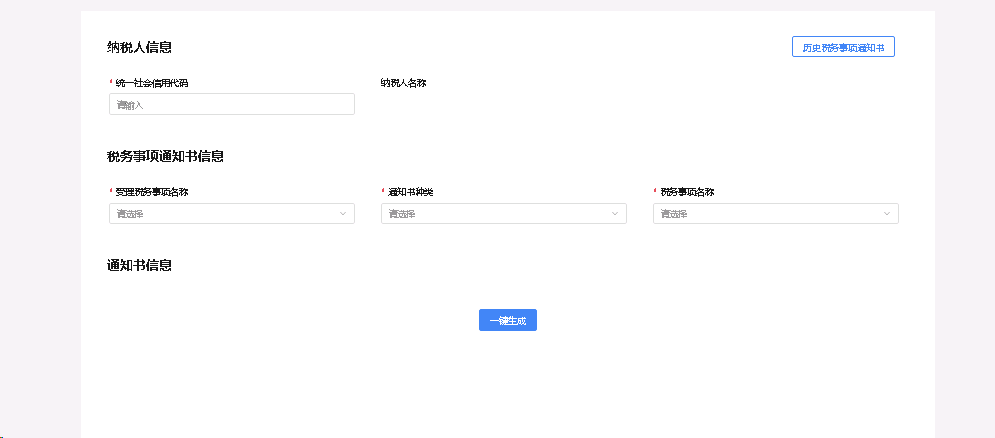 纳税人信息
历史税务事项通知书
* 统一社会信用代码
纳税人名称
请输入
税务事项通知书信息
* 受理税务事项名称
* 通知书种类
* 税务事项名称
请选择
请选择
请选择
通知书信息
一键生成